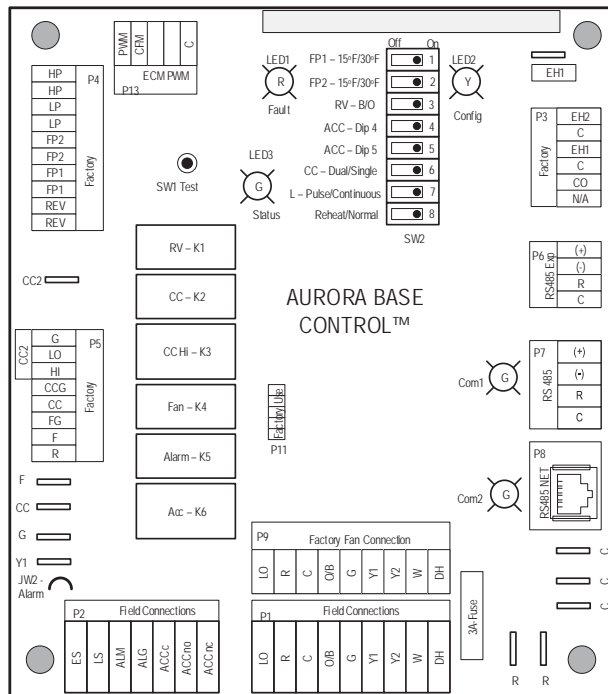 PWM
CFM
C
ECM PWM
P13
LED1
R
Fault
Off On
FP1 – 15ºF/30ºF 1
FP2 – 15ºF/30ºF 2
RV – B/O 3
ACC – Dip 4 4
ACC – Dip 5 5
CC – Dual/Single 6
L – Pulse/Continuous 7
Reheat/Normal 8
SW2
LED2
Y
Config
EH1
HP
HP
LP
LP
FP2
FP2
FP1
FP1
REV
REV
P4
Factory
SW1 Test
LED3
G
Status
P3
Factory
EH2
C
EH1
C
CO
N/A
RV – K1
CC – K2
CC Hi – K3
Fan – K4
Alarm – K5
Acc – K6
AURORA BASE
CONTROL™
P6
RS485 Exp
(+)
(-)
R
C
CC2
CC2
G
LO
HI
CCG
CC
FG
F
R
P5
Factory
Factory Use
P11
Com1
G
P7
RS 485
(+)
(-)
R
C
Com2
G
P8
RS485 NET
F
CC
G
Y1
JW2 -
Alarm
P9
Factory Fan Connection
LO
R
C
O/B
G
Y1
Y2
W
DH
C
C
C
P2
Field Connections
ES
LS
ALM
ALG
ACC c
ACC no
ACC nc
P1
Field Connections
LO
R
C
O/B
G
Y1
Y2
W
DH
3A-Fuse
R
R